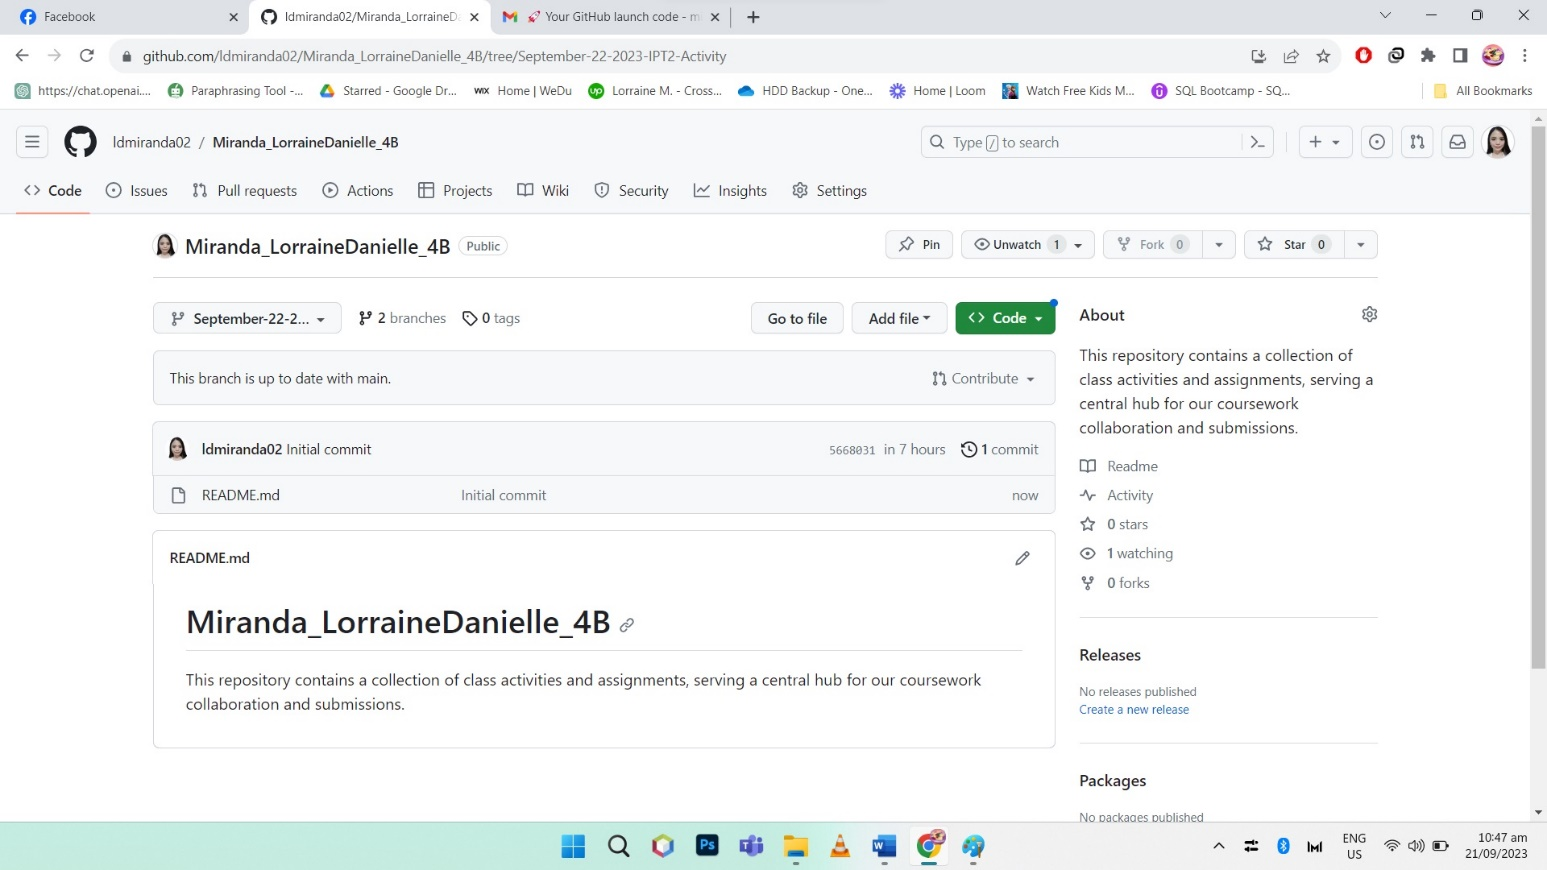 Facebook
ldmiranda02/Miranda_LorraineDa
🚀 Your GitHub launch code - m
github.com/ldmiranda02/Miranda_LorraineDanielle_4B/tree/September-22-2023-IPT2-Activity
https://chat.openai....
Paraphrasing Tool -...
Starred - Google Dr...
WIX Home | WeDu
up Lorraine M. - Cross...
HDD Backup - One...
Home | Loom
Watch Free Kids M...
SQL Bootcamp - SQ...
All Bookmarks
ldmiranda02 / Miranda_LorraineDanielle_4B
Type / to search
Code
Issues
Pull requests
Actions
Projects
Wiki
Security
Insights
Settings
Miranda_LorraineDanielle_4B Public
Pin
Unwatch 1
Fork 0
Star 0
September-22-2...
2 branches
0 tags
Go to file
Add file
Code
This branch is up to date with main.
Contribute
ldmiranda02 Initial commit
5668031 in 7 hours
1 commit
README.md
Initial commit
now
README.md
Miranda_LorraineDanielle_4B
This repository contains a collection of class activities and assignments, serving a central hub for our coursework
collaboration and submissions.
About
This repository contains a collection of
class activities and assignments, serving a
central hub for our coursework
collaboration and submissions.
Readme
Activity
0 stars
1 watching
0 forks
Releases
No releases published
Create a new release
Packages
No packages published
Ps
W
ENG
US
10:47 am
21/09/2023